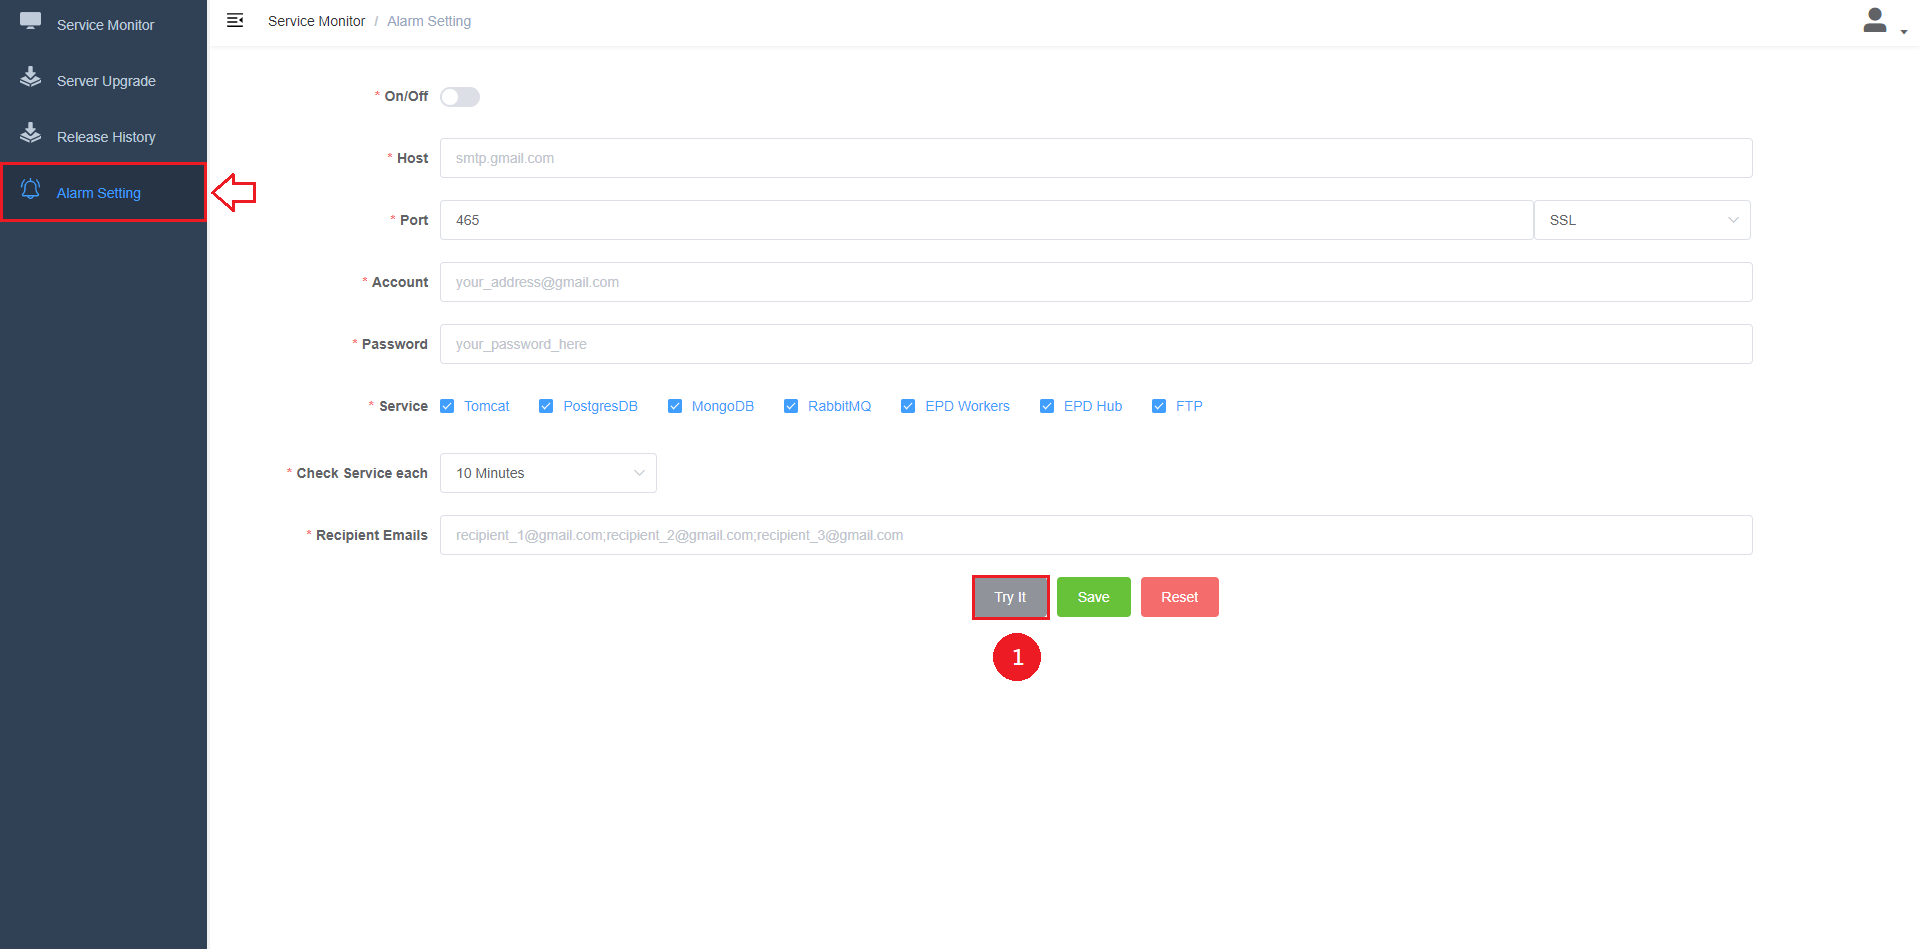 Service Monitor
Server Upgrade
Release History
Alarm Setting
Service Monitor / Alarm Setting
* On/Off
* Host smtp.gmail.com
* Port 465 SSL
* Account your_address@gmail.com
* Password your_password_here
* Service Tomcat PostgresDB MongoDB RabbitMQ EPD Workers EPD Hub FTP
* Check Service each 10 Minutes
* Recipient Emails recipient_1@gmail.com;recipient_2@gmail.com;recipient_3@gmail.com
Try It Save Reset
1